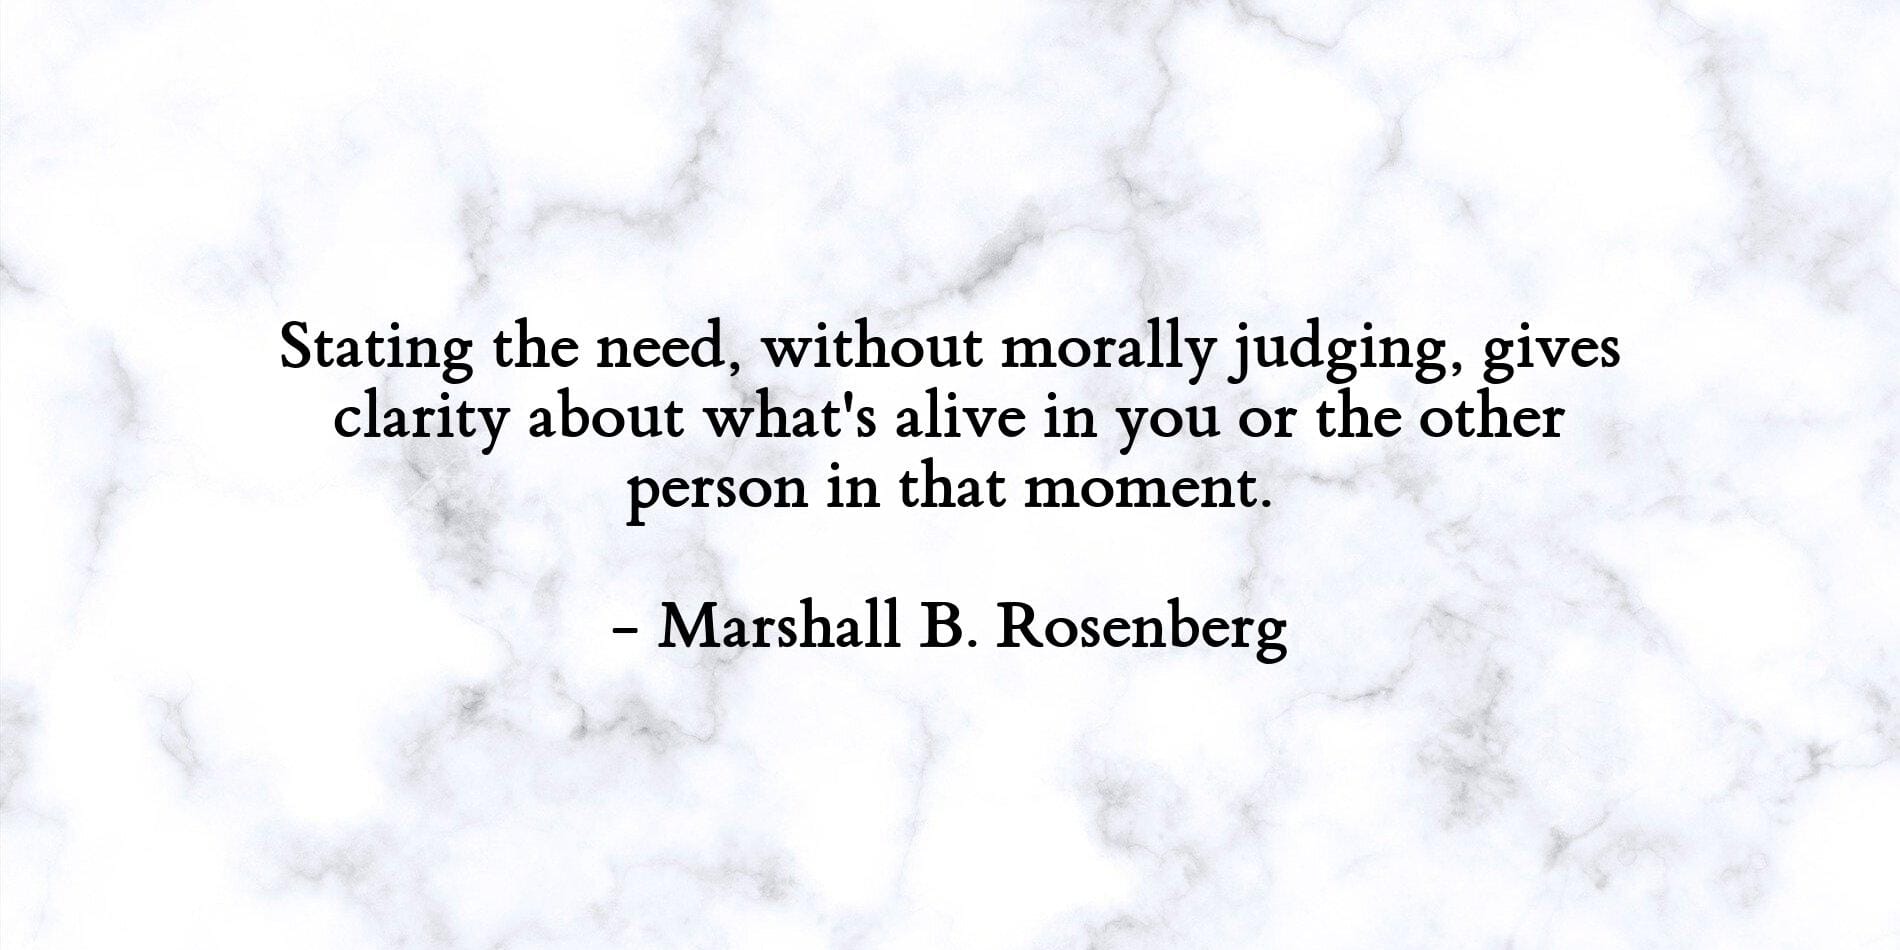 Stating the need, without morally judging, gives
clarity about what's alive in you or the other
person in that moment.
- Marshall B. Rosenberg